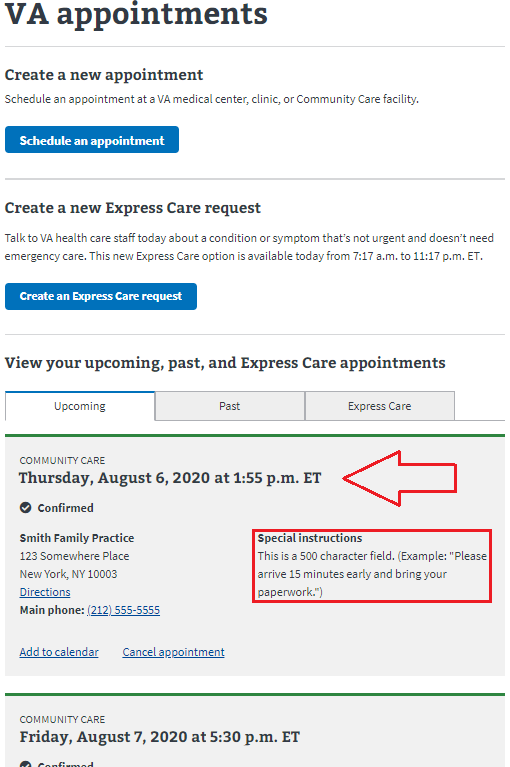 VA appointments
Create a new appointment
Schedule an appointment at a VA medical center, clinic, or Community Care facility.
Schedule an appointment
Create a new Express Care request
Talk to VA health care staff today about a condition or symptom that's not urgent and doesn't need
emergency care. This new Express Care option is available today from 7:17 a.m. to 11:17 p.m. ET.
Create an Express Care request
View your upcoming, past, and Express Care appointments
Upcoming
Past
Express Care
COMMUNITY CARE
Thursday, August 6, 2020 at 1:55 p.m. ET
Confirmed
Smith Family Practice
123 Somewhere Place
New York, NY 10003
Directions
Main phone: (212) 555-5555
Special instructions
This is a 500 character field. (Example: "Please
arrive 15 minutes early and bring your
paperwork.")
Add to calendar
Cancel appointment
COMMUNITY CARE
Friday, August 7, 2020 at 5:30 p.m. ET
Confirmed